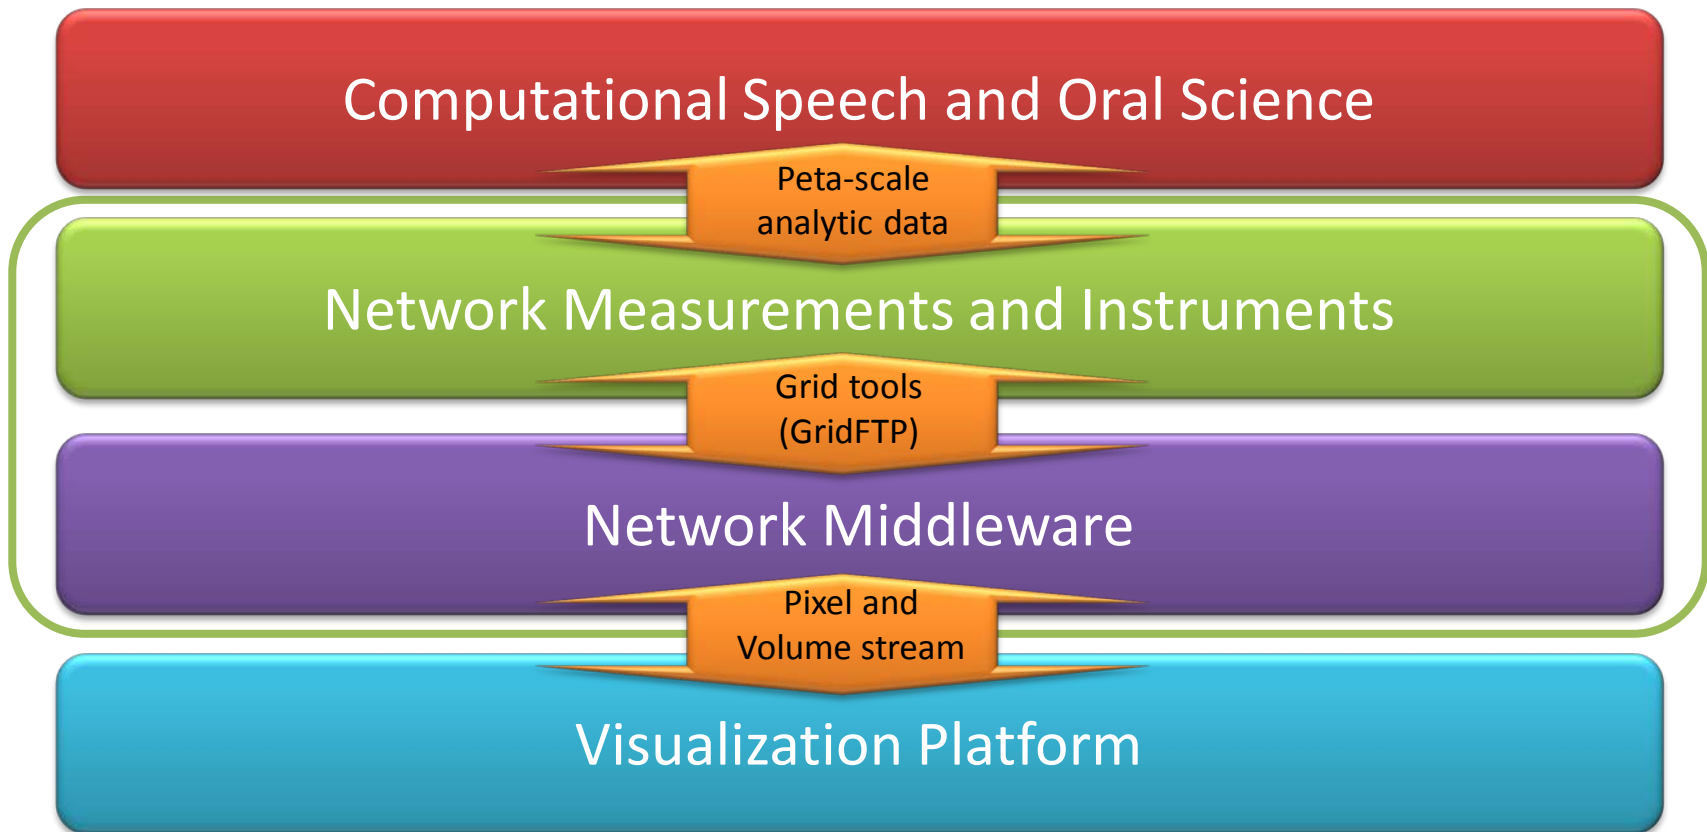 Computational Speech and Oral Science
Peta-scale
analytic data
Network Measurements and Instruments
Grid tools
(GridFTP)
Network Middleware
Pixel and
Volume stream
Visualization Platform